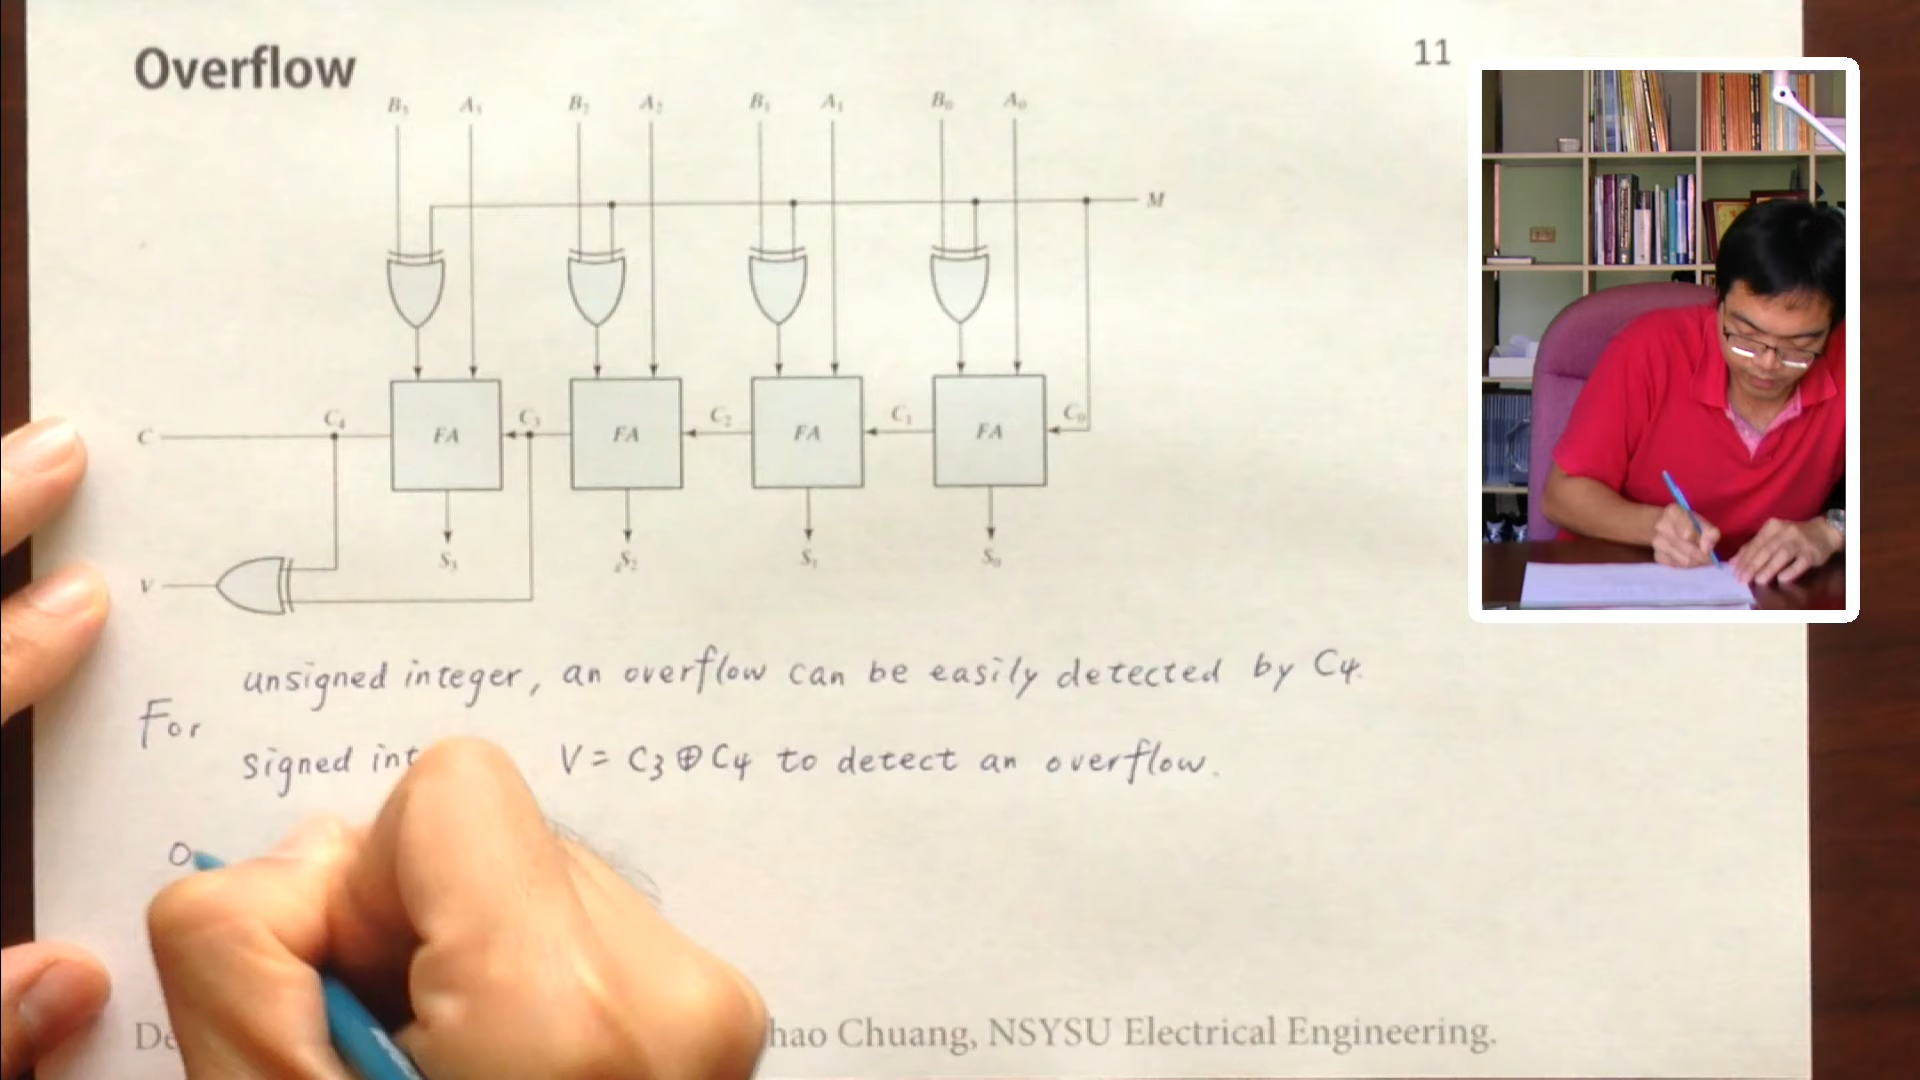 Overflow
11
B₃ A₃ B₂ A₂ B₁ A₁ B₀ A₀
M
C C₄ FA C₃ FA C₂ FA C₁ FA C₀
S₃ S₂ S₁ S₀
V
unsigned integer, an overflow can be easily detected by C4.
For
signed V = C3 ⊕ C4 to detect an overflow.
Chuang, NSYSU Electrical Engineering.